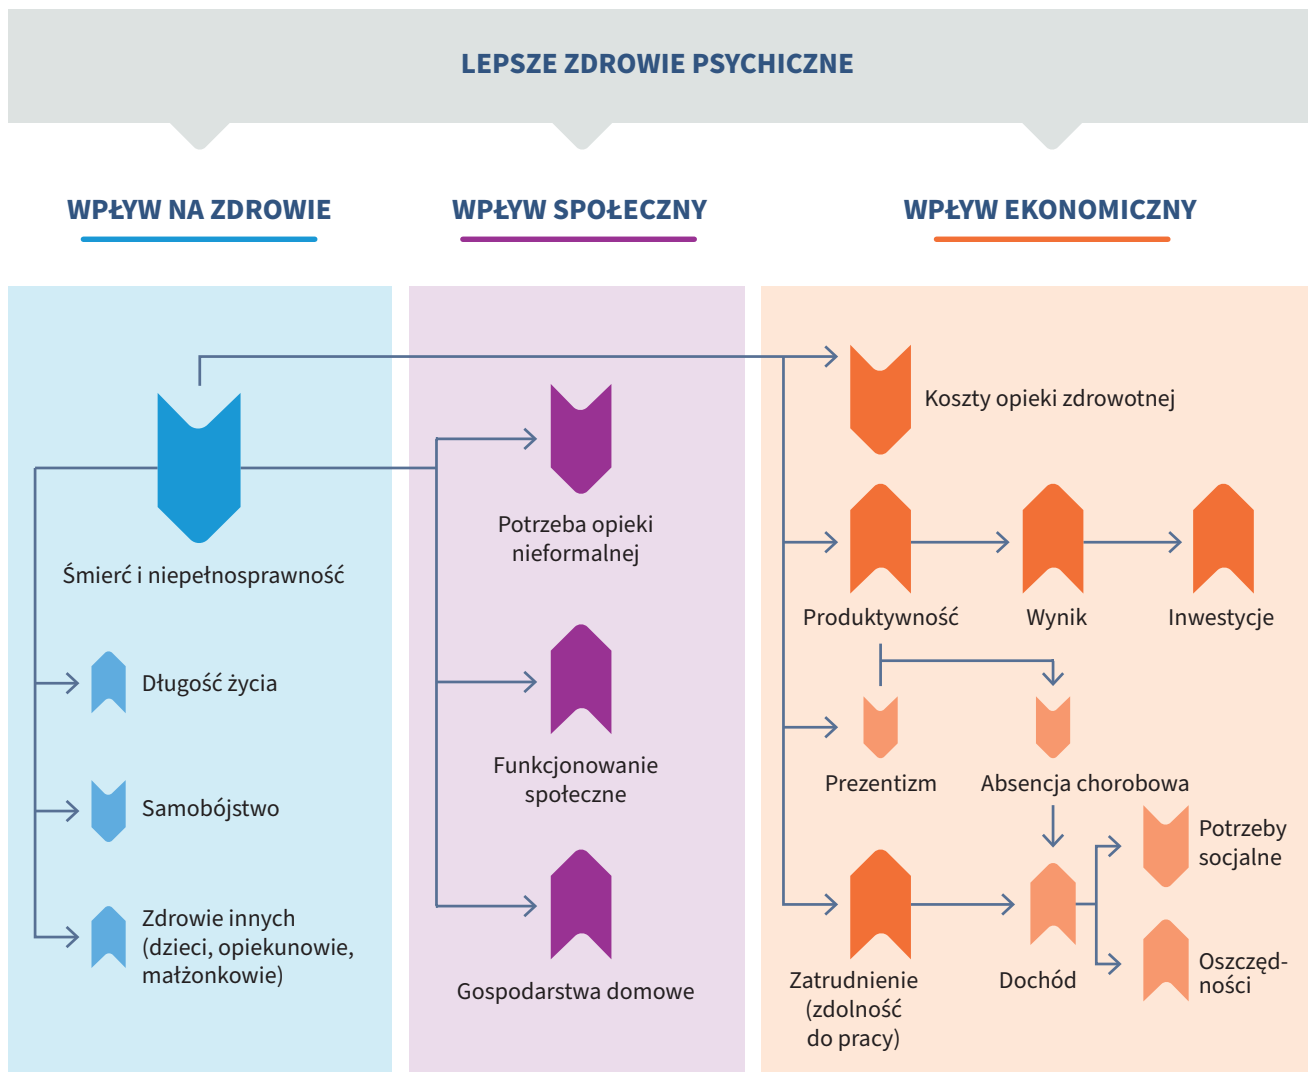 LEPSZE ZDROWIE PSYCHICZNE
WPŁYW NA ZDROWIE
WPŁYW SPOŁECZNY
WPŁYW EKONOMICZNY
Śmierć i niepełnosprawność
Długość życia
Samobójstwo
Zdrowie innych
(dzieci, opiekunowie,
małżonkowie)
Potrzeba opieki
nieformalnej
Funkcjonowanie
społeczne
Gospodarstwa domowe
Koszty opieki zdrowotnej
Produktywność
Wynik
Inwestycje
Prezentizm
Absencja chorobowa
Potrzeby
socjalne
Zatrudnienie
(zdolność
do pracy)
Dochód
Oszczęd-
ności